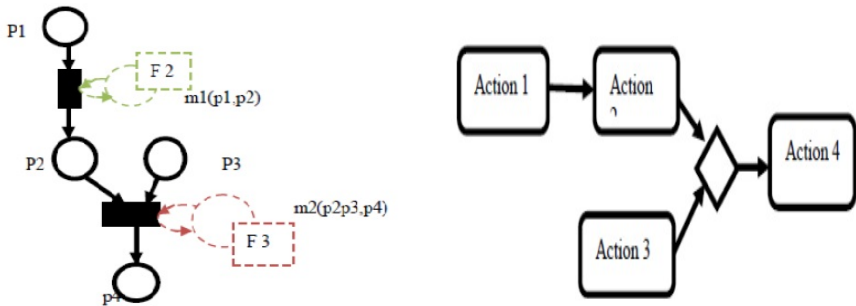 P1
F 2
m1(p1,p2)
P2
P3
m2(p2p3,p4)
F 3
p4
Action 1
Action
Action 3
Action 4